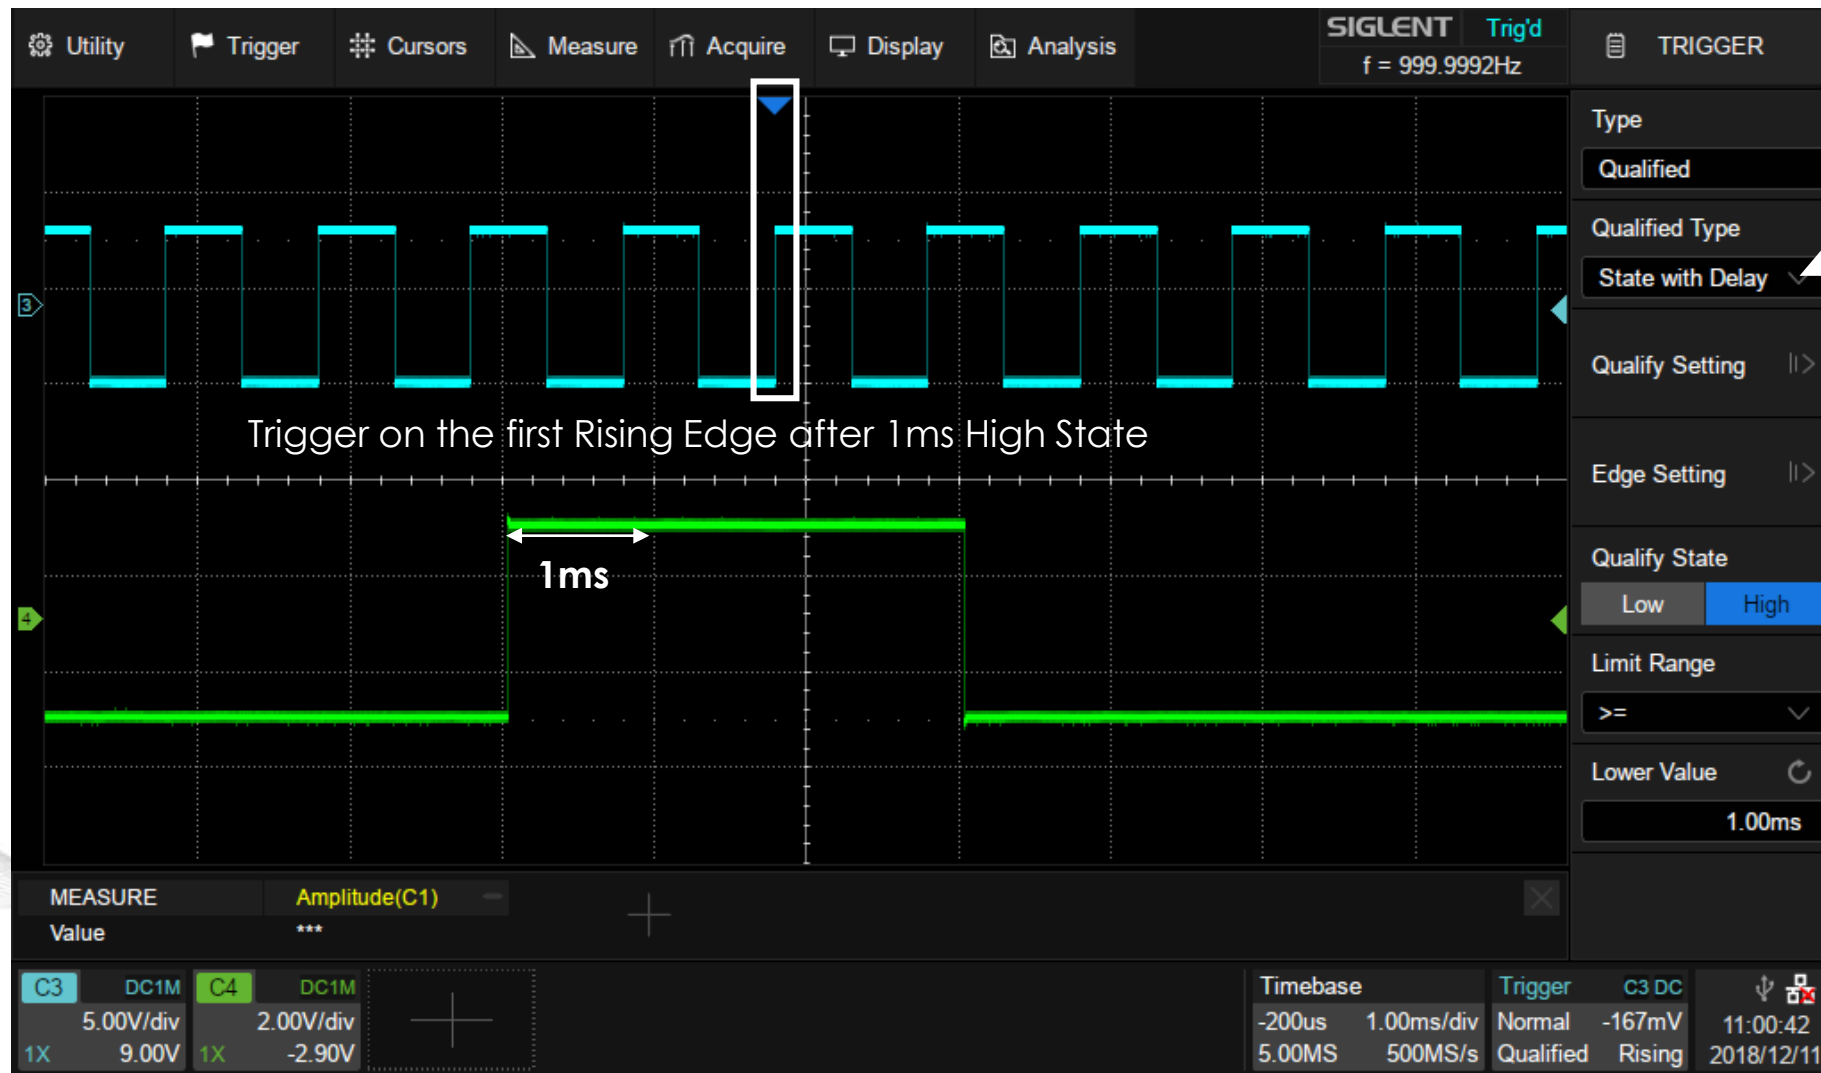 Utility Trigger Cursors Measure Acquire Display Analysis
SIGLENT Trig'd
f = 999.9992Hz
TRIGGER
Type
Qualified
Qualified Type
State with Delay
Qualify Setting
Edge Setting
Qualify State
Low High
Limit Range
>=
Lower Value
1.00ms
3
Trigger on the first Rising Edge after 1ms High State
1ms
4
MEASURE Amplitude(C1)
Value ***
C3 DC1M
5.00V/div
1X 9.00V
C4 DC1M
2.00V/div
1X -2.90V
Timebase
-200us 1.00ms/div
5.00MS 500MS/s
Trigger C3 DC
Normal -167mV
Qualified Rising
11:00:42
2018/12/11